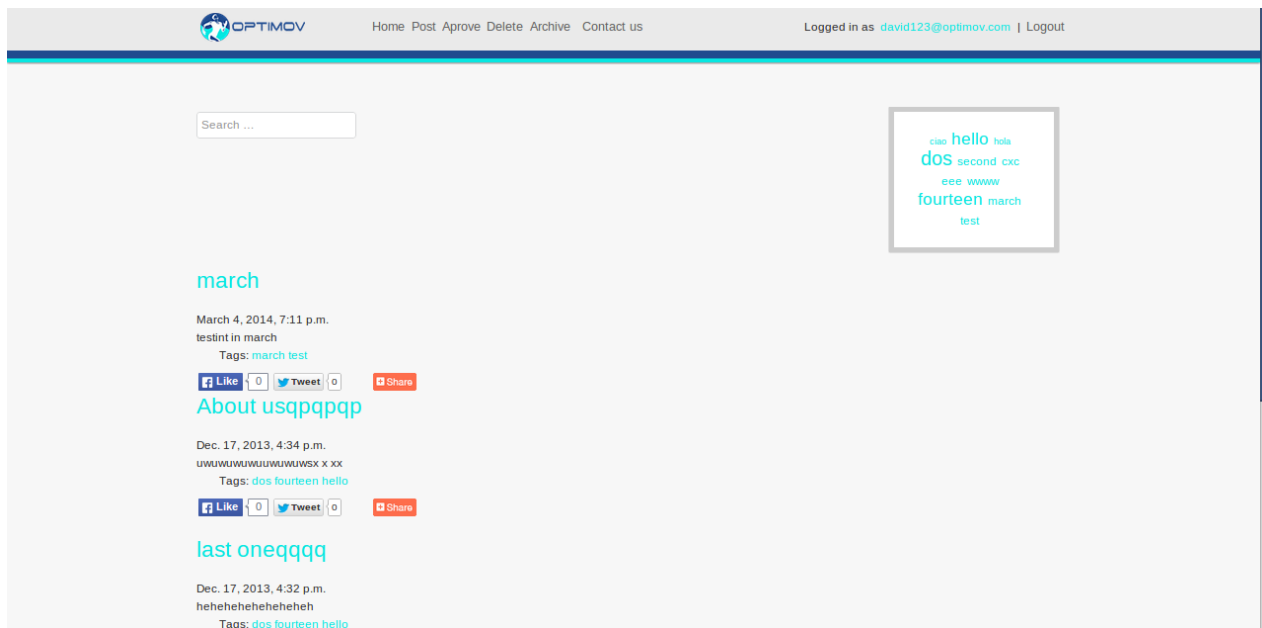 OPTIMOV Home Post Aprove Delete Archive Contact us Logged in as david123@optimov.com | Logout
Search ...
ciao hello hola
dos second cxc
eee wwww
fourteen march
test
march
March 4, 2014, 7:11 p.m.
testint in march
Tags: march test
Like 0 Tweet 0 Share
About usqpqpqp
Dec. 17, 2013, 4:34 p.m.
uwuwuwuwuuwuwuwsx x xx
Tags: dos fourteen hello
Like 0 Tweet 0 Share
last oneqqqq
Dec. 17, 2013, 4:32 p.m.
heheheheheheheheh
Tags: dos fourteen hello